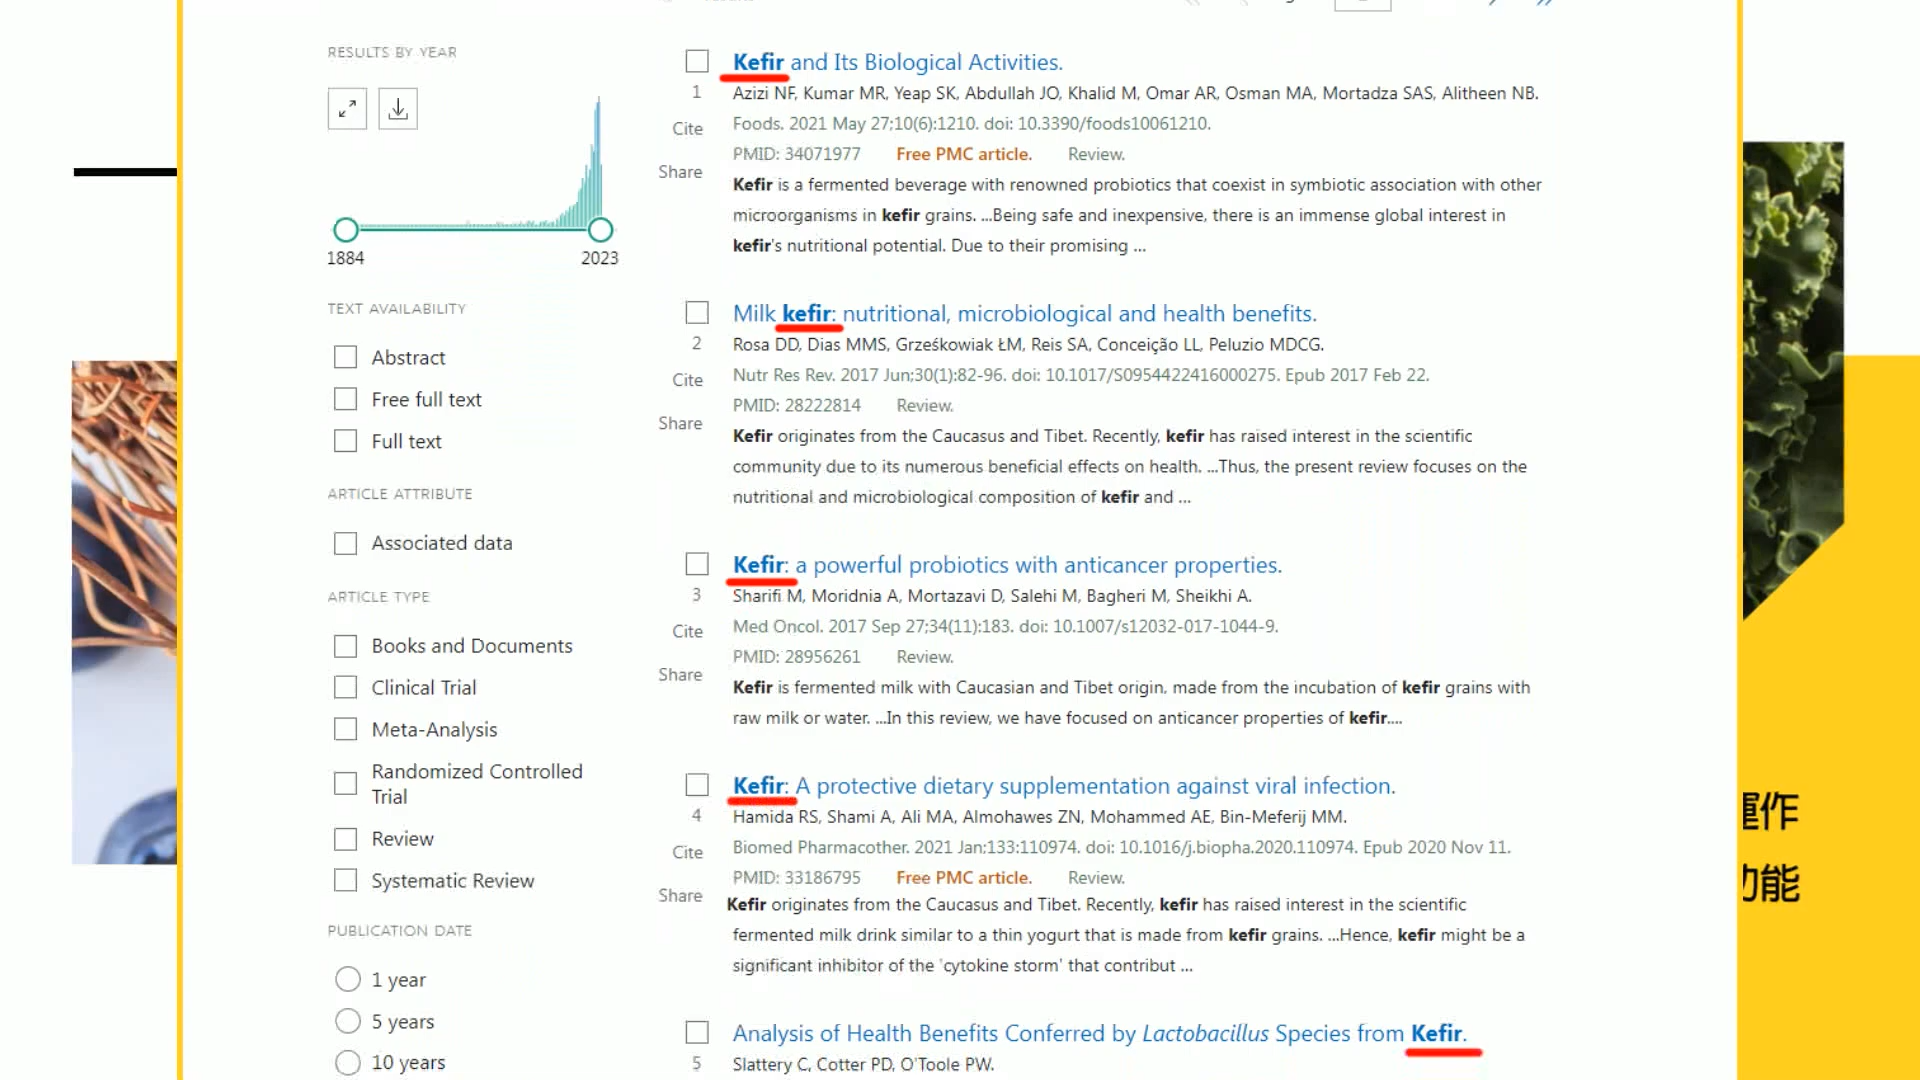 RESULTS BY YEAR
1884
2023
TEXT AVAILABILITY
Abstract
Free full text
Full text
ARTICLE ATTRIBUTE
Associated data
ARTICLE TYPE
Books and Documents
Clinical Trial
Meta-Analysis
Randomized Controlled
Trial
Review
Systematic Review
PUBLICATION DATE
1 year
5 years
10 years
Kefir and Its Biological Activities.
1
Azizi NF, Kumar MR, Yeap SK, Abdullah JO, Khalid M, Omar AR, Osman MA, Mortadza SAS, Alitheen NB.
Cite
Foods. 2021 May 27;10(6):1210. doi: 10.3390/foods10061210.
PMID: 34071977 Free PMC article. Review.
Share
Kefir is a fermented beverage with renowned probiotics that coexist in symbiotic association with other
microorganisms in kefir grains. ...Being safe and inexpensive, there is an immense global interest in
kefir's nutritional potential. Due to their promising ...
Milk kefir: nutritional, microbiological and health benefits.
2
Rosa DD, Dias MMS, Grześkowiak ŁM, Reis SA, Conceição LL, Peluzio MDCG.
Cite
Nutr Res Rev. 2017 Jun;30(1):82-96. doi: 10.1017/S0954422416000275. Epub 2017 Feb 22.
PMID: 28222814 Review.
Share
Kefir originates from the Caucasus and Tibet. Recently, kefir has raised interest in the scientific
community due to its numerous beneficial effects on health. ...Thus, the present review focuses on the
nutritional and microbiological composition of kefir and ...
Kefir: a powerful probiotics with anticancer properties.
3
Sharifi M, Moridnia A, Mortazavi D, Salehi M, Bagheri M, Sheikhi A.
Cite
Med Oncol. 2017 Sep 27;34(11):183. doi: 10.1007/s12032-017-1044-9.
PMID: 28956261 Review.
Share
Kefir is fermented milk with Caucasian and Tibet origin, made from the incubation of kefir grains with
raw milk or water. ...In this review, we have focused on anticancer properties of kefir....
Kefir: A protective dietary supplementation against viral infection.
4
Hamida RS, Shami A, Ali MA, Almohawes ZN, Mohammed AE, Bin-Meferij MM.
Cite
Biomed Pharmacother. 2021 Jan;133:110974. doi: 10.1016/j.biopha.2020.110974. Epub 2020 Nov 11.
PMID: 33186795 Free PMC article. Review.
Share
Kefir originates from the Caucasus and Tibet. Recently, kefir has raised interest in the scientific
fermented milk drink similar to a thin yogurt that is made from kefir grains. ...Hence, kefir might be a
significant inhibitor of the 'cytokine storm' that contribut ...
Analysis of Health Benefits Conferred by Lactobacillus Species from Kefir.
5
Slattery C, Cotter PD, O'Toole PW.
運作
功能